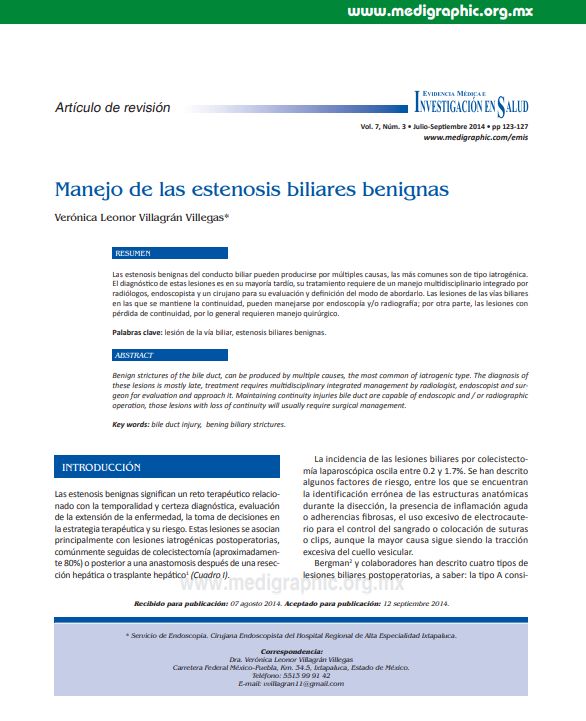 www.medigraphic.org.mx
Artículo de revisión
Evidencia Médica e
Investigación en Salud
Vol. 7, Núm. 3 • Julio-Septiembre 2014 • pp 123-127
www.medigraphic.com/emis
Manejo de las estenosis biliares benignas
Verónica Leonor Villagrán Villegas*
RESUMEN
Las estenosis benignas del conducto biliar pueden producirse por múltiples causas, las más comunes son de tipo iatrogénica.
El diagnóstico de estas lesiones es en su mayoría tardío, su tratamiento requiere de un manejo multidisciplinario integrado por
radiólogos, endoscopista y un cirujano para su evaluación y definición del modo de abordarlo. Las lesiones de las vías biliares
en las que se mantiene la continuidad, pueden manejarse por endoscopía y/o radiografía; por otra parte, las lesiones con
pérdida de continuidad, por lo general requieren manejo quirúrgico.
Palabras clave: lesión de la vía biliar, estenosis biliares benignas.
ABSTRACT
Benign strictures of the bile duct, can be produced by multiple causes, the most common of iatrogenic type. The diagnosis of
these lesions is mostly late, treatment requires multidisciplinary integrated management by radiologist, endoscopist and sur-
geon for evaluation and approach it. Maintaining continuity injuries bile duct are capable of endoscopic and / or radiographic
operation, those lesions with loss of continuity will usually require surgical management.
Key words: bile duct injury, bening biliary strictures.
INTRODUCCIÓN
Las estenosis benignas significan un reto terapéutico relacio-
nado con la temporalidad y certeza diagnóstica, evaluación
de la extensión de la enfermedad, la toma de decisiones en
la estrategia terapéutica y su riesgo. Estas lesiones se asocian
principalmente con lesiones iatrogénicas postoperatorias,
comúnmente seguidas de colecistectomía (aproximadamen-
te 80%) o posterior a una anastomosis después de una resec-
ción hepática o trasplante hepático¹ (Cuadro I).
La incidencia de las lesiones biliares por colecistecto-
mía laparoscópica oscila entre 0.2 y 1.7%. Se han descrito
algunos factores de riesgo, entre los que se encuentran
la identificación errónea de las estructuras anatómicas
durante la disección, la presencia de inflamación aguda
o adherencias fibrosas, el uso excesivo de electrocaute-
rio para el control del sangrado o colocación de suturas
o clips, aunque la mayor causa sigue siendo la tracción
excesiva del cuello vesicular.
Bergman² y colaboradores han descrito cuatro tipos de
lesiones biliares postoperatorias, a saber: la tipo A consi-
www.medigraphic.org.mx
Recibido para publicación: 07 agosto 2014. Aceptado para publicación: 12 septiembre 2014.
* Servicio de Endoscopia. Cirujana Endoscopista del Hospital Regional de Alta Especialidad Ixtapaluca.
Correspondencia:
Dra. Verónica Leonor Villagrán Villegas
Carretera Federal México-Puebla, Km. 34.5, Ixtapaluca, Estado de México.
Teléfono: 5513 99 91 42
E-mail: vvillagran11@gmail.com